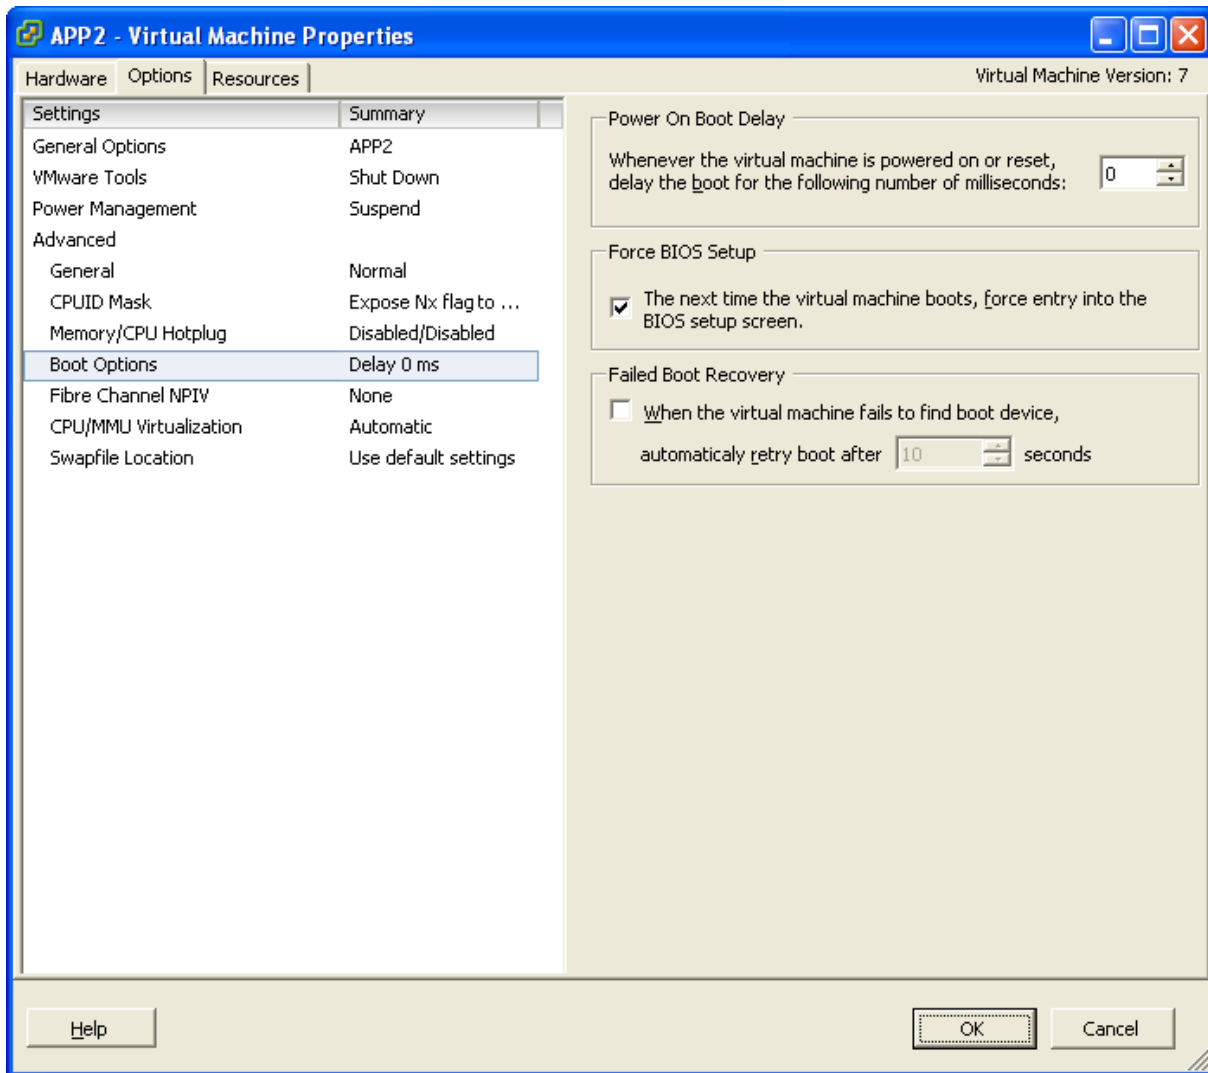 APP2 - Virtual Machine Properties
Hardware Options Resources Virtual Machine Version: 7
Settings Summary
General Options APP2
VMware Tools Shut Down
Power Management Suspend
Advanced
General Normal
CPUID Mask Expose Nx flag to ...
Memory/CPU Hotplug Disabled/Disabled
Boot Options Delay 0 ms
Fibre Channel NPIV None
CPU/MMU Virtualization Automatic
Swapfile Location Use default settings
Power On Boot Delay
Whenever the virtual machine is powered on or reset,
delay the boot for the following number of milliseconds: 0
Force BIOS Setup
The next time the virtual machine boots, force entry into the
BIOS setup screen.
Failed Boot Recovery
When the virtual machine fails to find boot device,
automaticaly retry boot after 10 seconds
Help OK Cancel